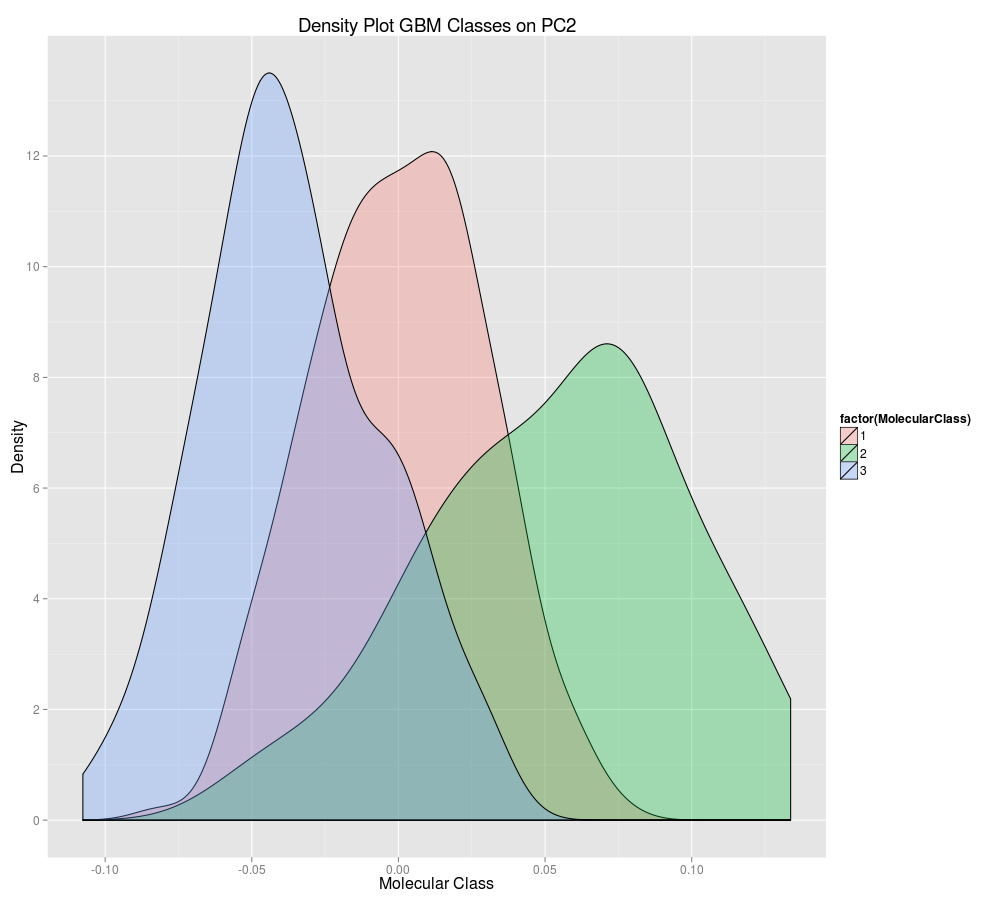 Density Plot GBM Classes on PC2
Density
12
10
8
6
4
2
0
-0.10 -0.05 0.00 0.05 0.10
Molecular Class
factor(MolecularClass)
1
2
3